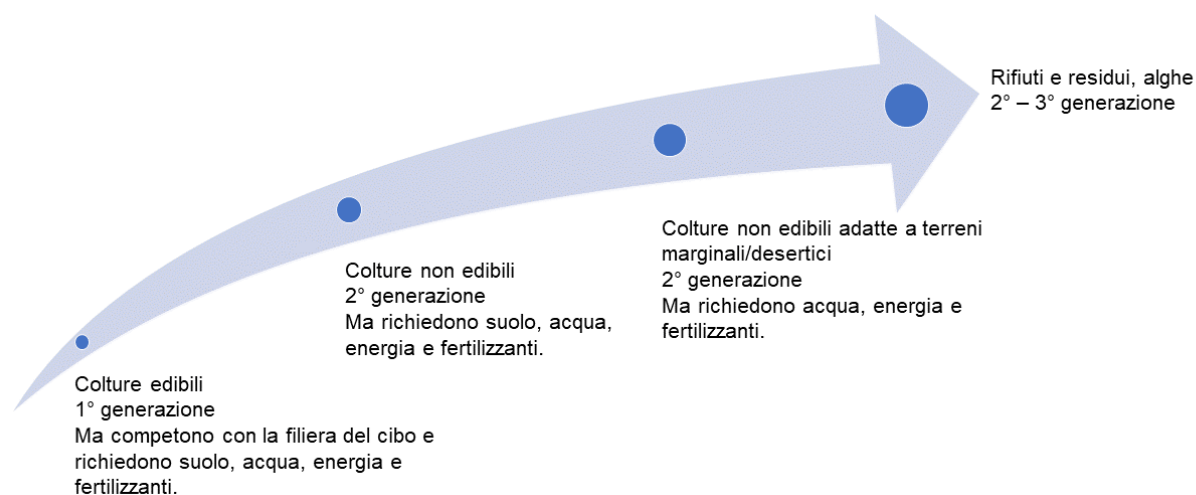 Colture edibili
1° generazione
Ma competono con la filiera del cibo e
richiedono suolo, acqua, energia e
fertilizzanti.
Colture non edibili
2° generazione
Ma richiedono suolo, acqua,
energia e fertilizzanti.
Colture non edibili adatte a terreni
marginali/desertici
2° generazione
Ma richiedono acqua, energia e
fertilizzanti.
Rifiuti e residui, alghe
2° – 3° generazione